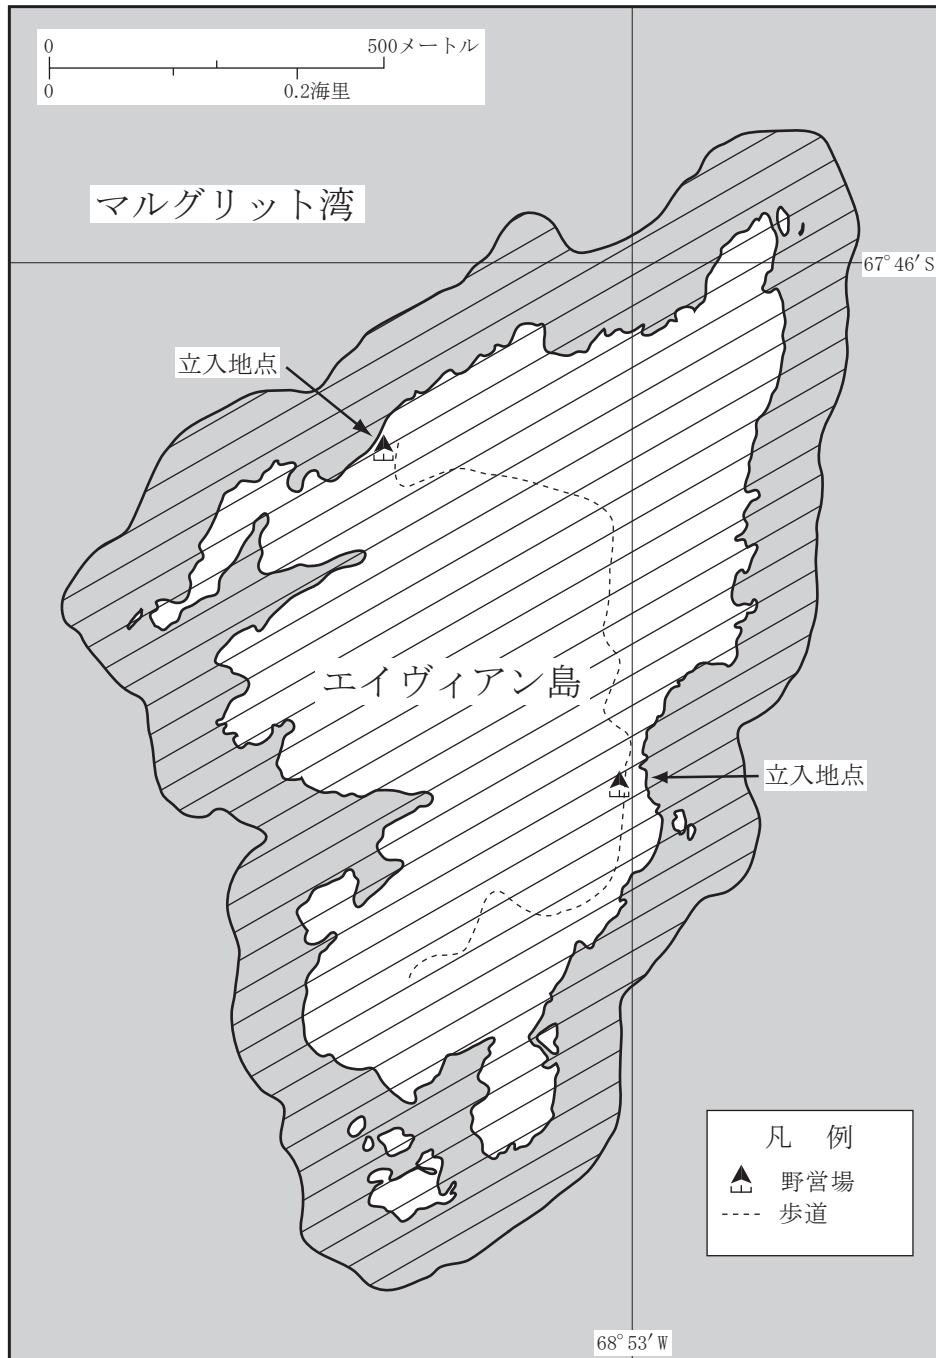 0 500メートル
0 0.2海里
マルグリット湾
67°46′S
立入地点
エイヴィアン島
立入地点
凡 例
野営場
歩道
68°53′W